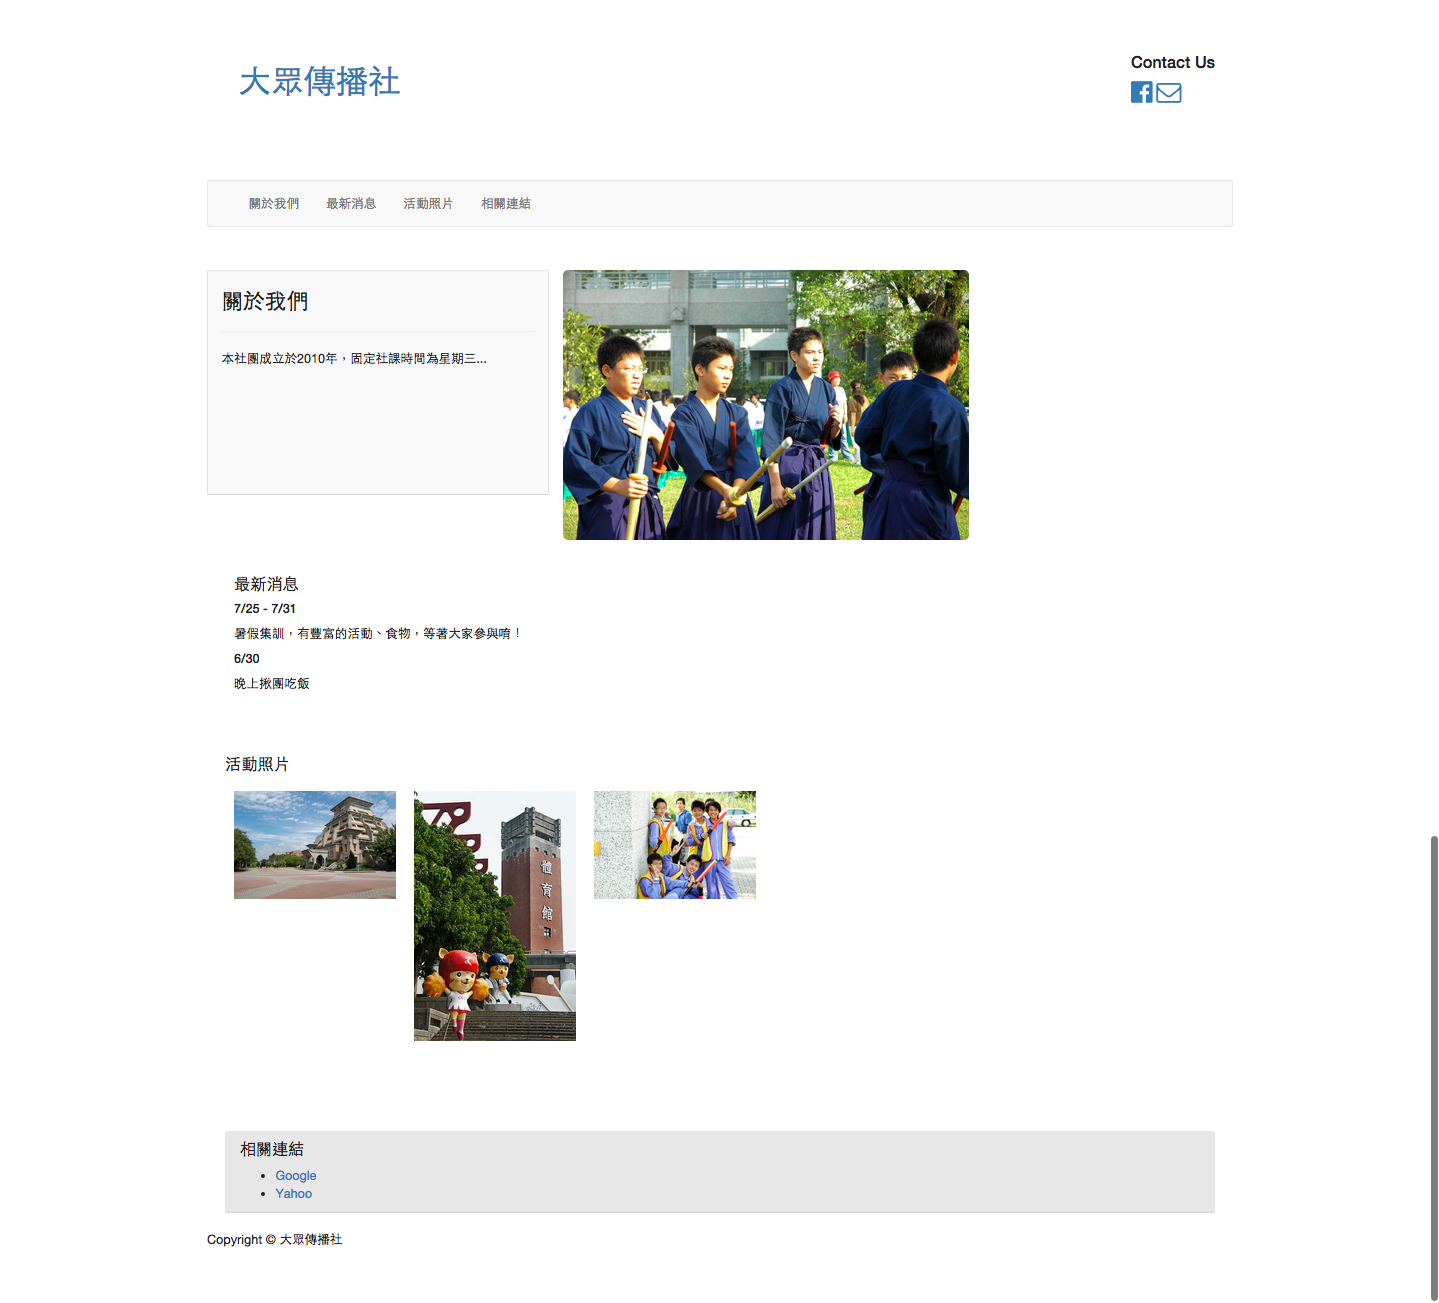 大眾傳播社
Contact Us
關於我們 最新消息 活動照片 相關連結
關於我們
本社團成立於2010年，固定社課時間為星期三...
最新消息
7/25 - 7/31
暑假集訓，有豐富的活動、食物，等著大家參與唷！
6/30
晚上揪團吃飯
活動照片
體育館
相關連結
Google
Yahoo
Copyright © 大眾傳播社